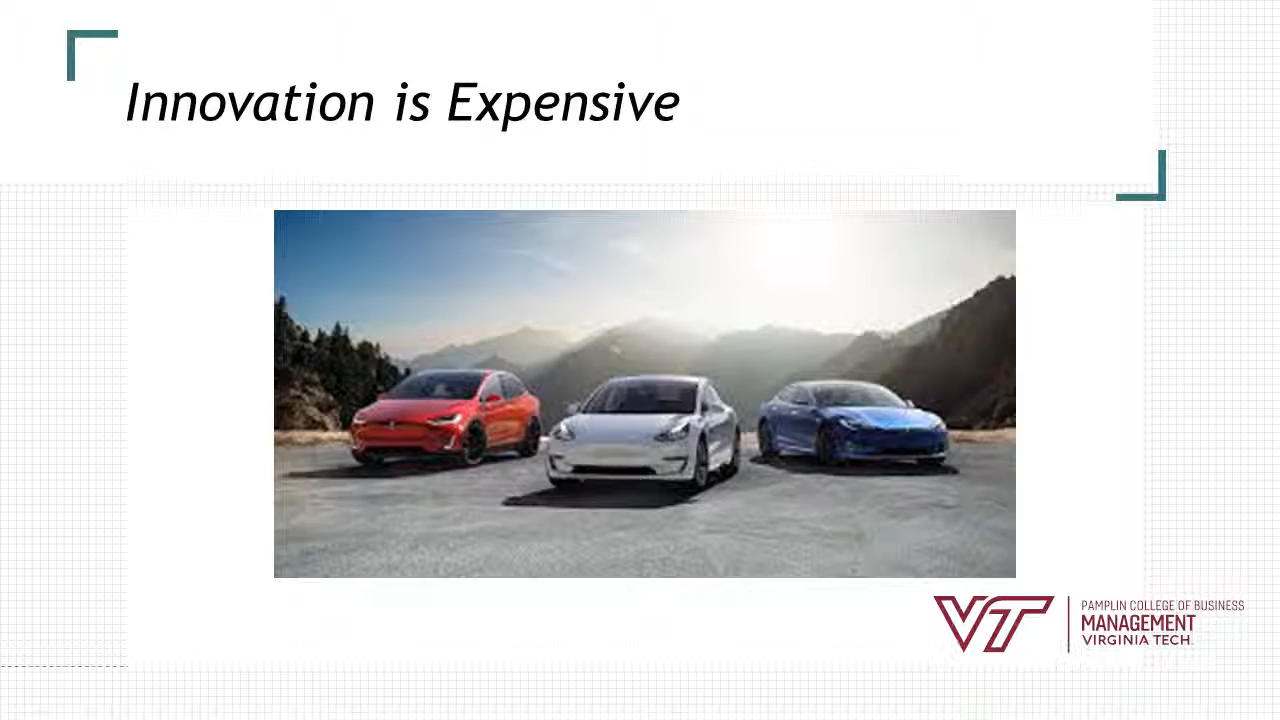 Innovation is Expensive
VT
PAMPLIN COLLEGE OF BUSINESS
MANAGEMENT
VIRGINIA TECH.